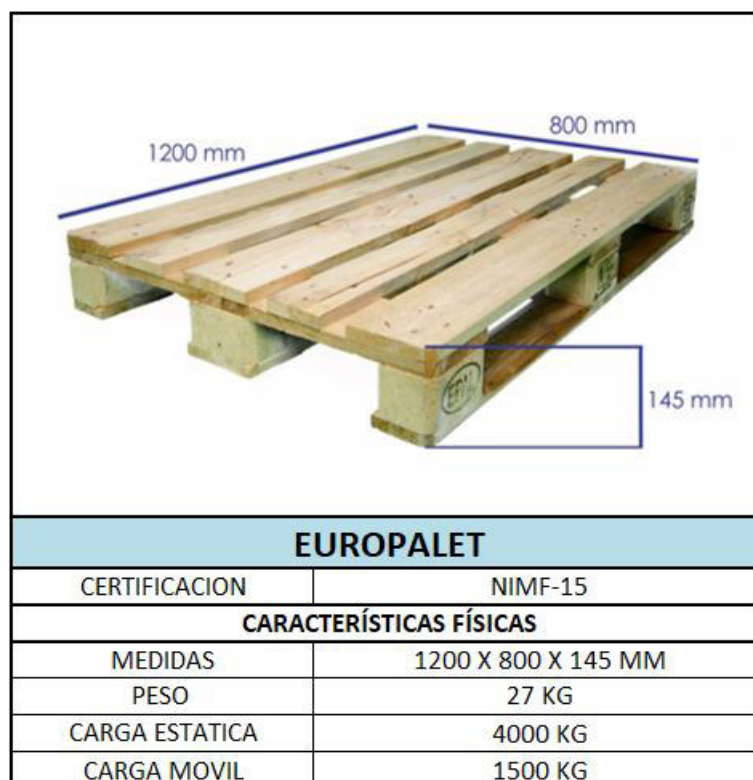 800 mm
1200 mm
145 mm
EUROPALET
CERTIFICACION NIMF-15
CARACTERÍSTICAS FÍSICAS
MEDIDAS 1200 X 800 X 145 MM
PESO 27 KG
CARGA ESTATICA 4000 KG
CARGA MOVIL 1500 KG